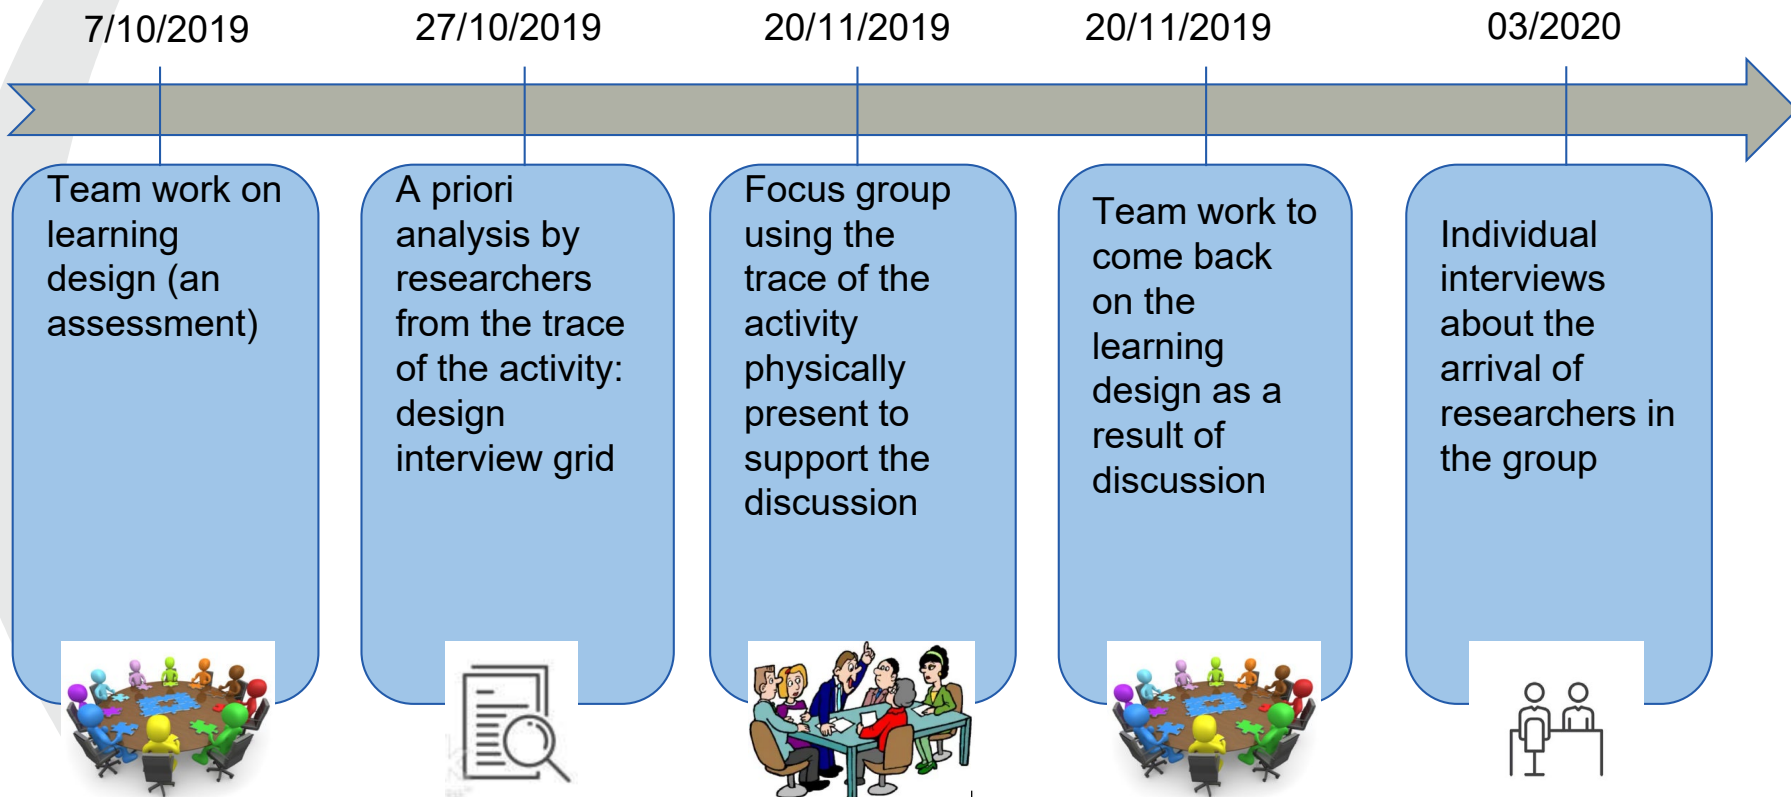 7/10/2019
27/10/2019
20/11/2019
20/11/2019
03/2020
Team work on
learning
design (an
assessment)
A priori
analysis by
researchers
from the trace
of the activity:
design
interview grid
Focus group
using the
trace of the
activity
physically
present to
support the
discussion
Team work to
come back
on the
learning
design as a
result of
discussion
Individual
interviews
about the
arrival of
researchers in
the group